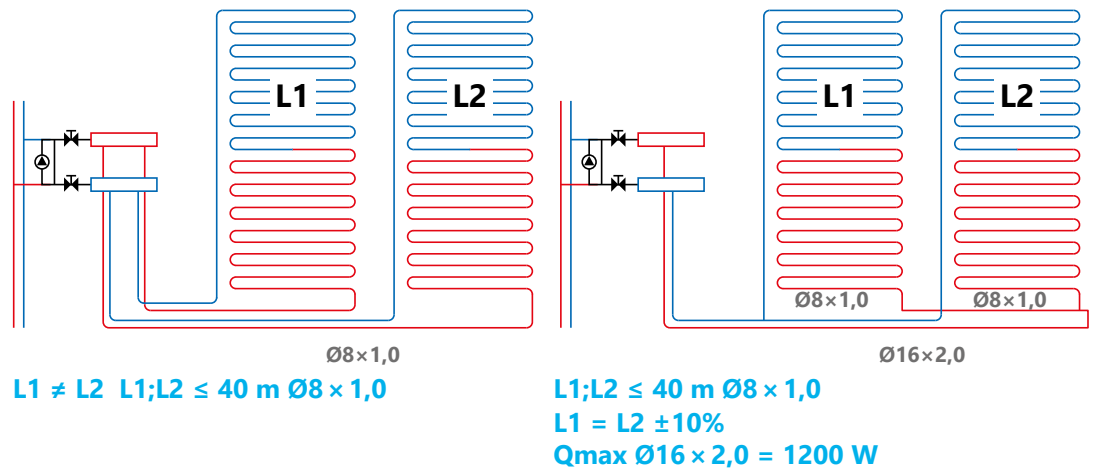 L1 L2 L1 L2
Ø8×1,0 Ø8×1,0
Ø8×1,0 Ø16×2,0
L1 ≠ L2 L1;L2 ≤ 40 m Ø8 × 1,0
L1;L2 ≤ 40 m Ø8 × 1,0
L1 = L2 ±10%
Qmax Ø16 × 2,0 = 1200 W